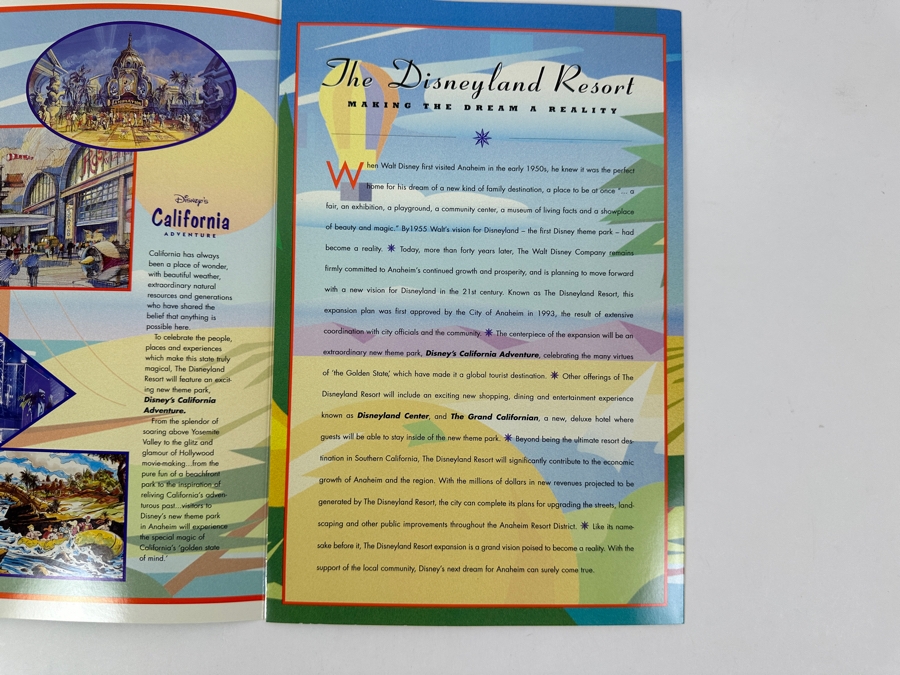 Disney's
California
ADVENTURE
California has always
been a place of wonder,
with beautiful weather,
extraordinary natural
resources and generations
who have shared the
belief that anything is
possible here.
To celebrate the people,
places and experiences
which make this state truly
magical, The Disneyland
Resort will feature an excit-
ing new theme park,
Disney's California
Adventure.
From the splendor of
soaring above Yosemite
Valley to the glitz and
glamour of Hollywood
movie-making...from the
pure fun of a beachfront
park to the inspiration of
reliving California's adven-
turous past...visitors to
Disney's new theme park
in Anaheim will experience
the special magic of
California's 'golden state
of mind.'
The Disneyland Resort
MAKING THE DREAM A REALITY
When Walt Disney first visited Anaheim in the early 1950s, he knew it was the perfect
home for his dream of a new kind of family destination, a place to be at once "... a
fair, an exhibition, a playground, a community center, a museum of living facts and a showplace
of beauty and magic." By1955 Walt's vision for Disneyland – the first Disney theme park – had
become a reality. ✷ Today, more than forty years later, The Walt Disney Company remains
firmly committed to Anaheim's continued growth and prosperity, and is planning to move forward
with a new vision for Disneyland in the 21st century. Known as The Disneyland Resort, this
expansion plan was first approved by the City of Anaheim in 1993, the result of extensive
coordination with city officials and the community. ✷ The centerpiece of the expansion will be an
extraordinary new theme park, Disney's California Adventure, celebrating the many virtues
of 'the Golden State,' which have made it a global tourist destination. ✷ Other offerings of The
Disneyland Resort will include an exciting new shopping, dining and entertainment experience
known as Disneyland Center, and The Grand Californian, a new, deluxe hotel where
guests will be able to stay inside of the new theme park. ✷ Beyond being the ultimate resort des-
tination in Southern California, The Disneyland Resort will significantly contribute to the economic
growth of Anaheim and the region. With the millions of dollars in new revenues projected to be
generated by The Disneyland Resort, the city can complete its plans for upgrading the streets, land-
scaping and other public improvements throughout the Anaheim Resort District. ✷ Like its name-
sake before it, The Disneyland Resort expansion is a grand vision poised to become a reality. With the
support of the local community, Disney's next dream for Anaheim can surely come true.